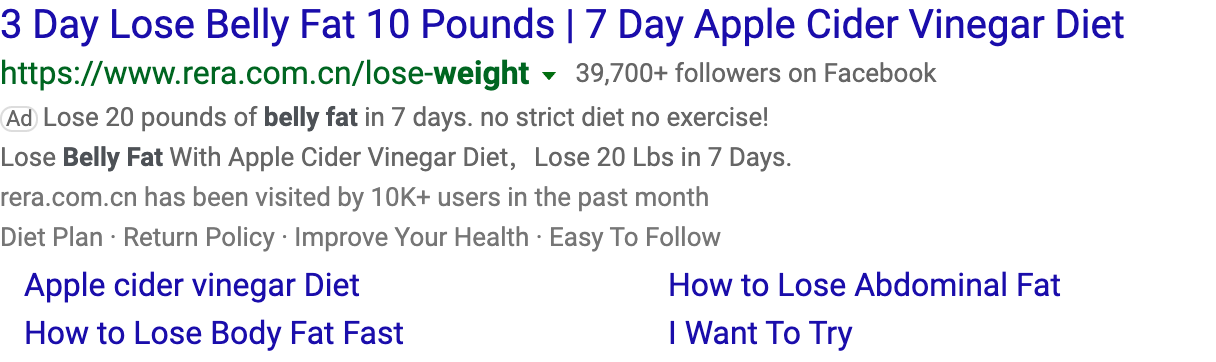 3 Day Lose Belly Fat 10 Pounds | 7 Day Apple Cider Vinegar Diet
https://www.rera.com.cn/lose-weight 39,700+ followers on Facebook
Ad Lose 20 pounds of belly fat in 7 days. no strict diet no exercise!
Lose Belly Fat With Apple Cider Vinegar Diet，Lose 20 Lbs in 7 Days.
rera.com.cn has been visited by 10K+ users in the past month
Diet Plan · Return Policy · Improve Your Health · Easy To Follow
Apple cider vinegar Diet How to Lose Abdominal Fat
How to Lose Body Fat Fast I Want To Try